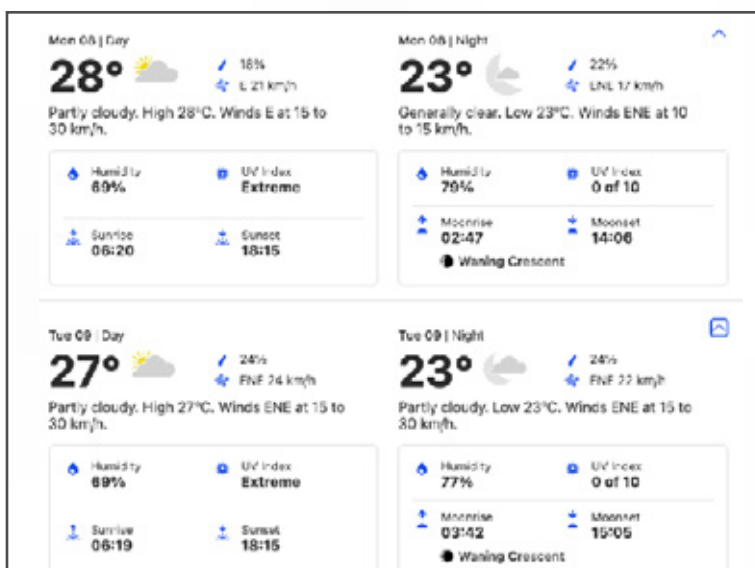 Mon 08 | Day
28°
18%
E 21 km/h
Partly cloudy. High 28°C. Winds E at 15 to
30 km/h.
Humidity
69%
UV Index
Extreme
Sunrise
06:20
Sunset
18:15
Mon 08 | Night
23°
22%
ENE 17 km/h
Generally clear. Low 23°C. Winds ENE at 10
to 15 km/h.
Humidity
79%
UV Index
0 of 10
Moonrise
02:47
Moonset
14:06
Waning Crescent
Tue 09 | Day
27°
24%
ENE 24 km/h
Partly cloudy. High 27°C. Winds ENE at 15 to
30 km/h.
Humidity
69%
UV Index
Extreme
Sunrise
06:19
Sunset
18:15
Tue 09 | Night
23°
24%
ENE 22 km/h
Partly cloudy. Low 23°C. Winds ENE at 15 to
30 km/h.
Humidity
77%
UV Index
0 of 10
Moonrise
03:42
Moonset
15:05
Waning Crescent